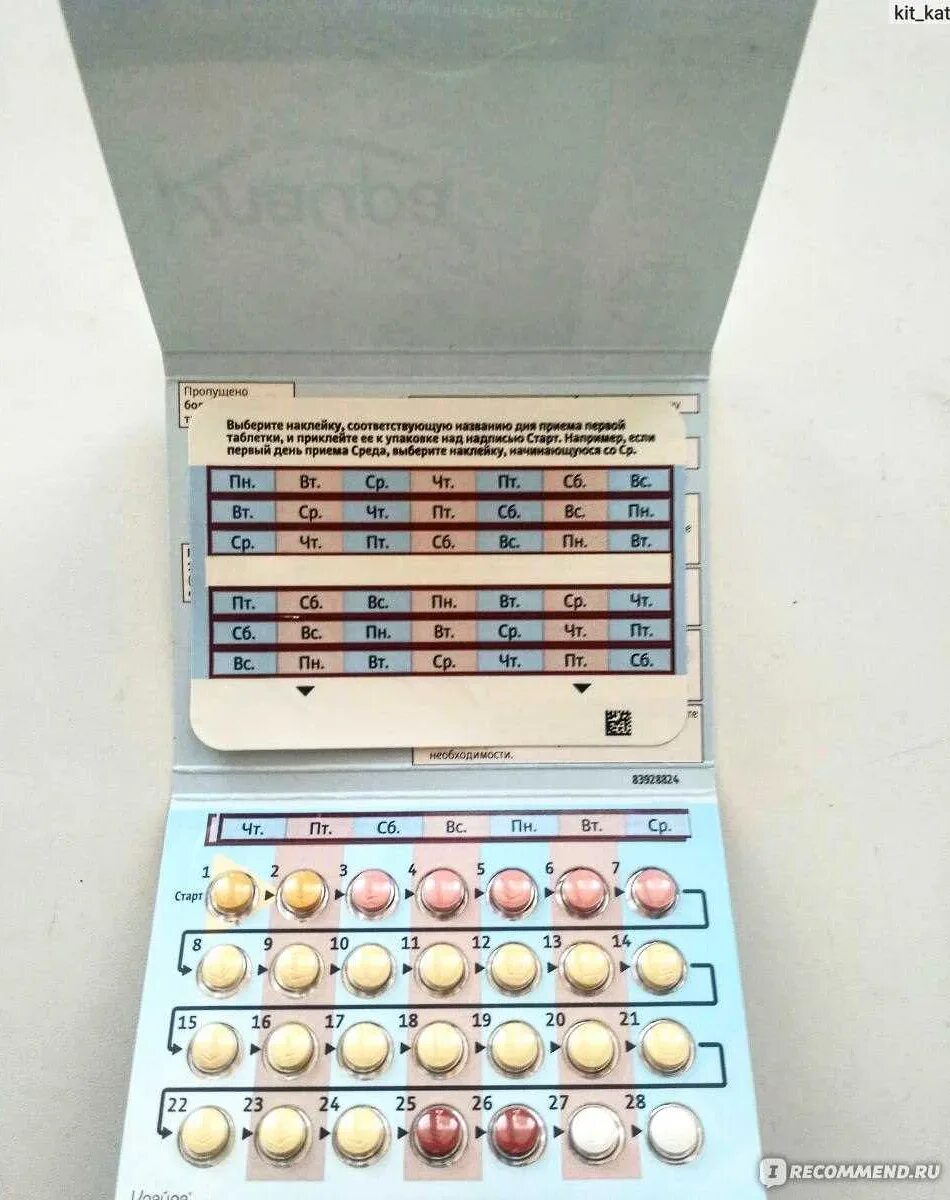 kit_kat
Пропущено
Выберите наклейку, соответствующую названию дня приема первой
таблетки, и приклейте ее к упаковке над надписью Старт. Например, если
первый день приема Среда, выберите наклейку, начинающуюся со Ср.
Пн. Вт. Ср. Чт. Пт. Сб. Вс.
Вт. Ср. Чт. Пт. Сб. Вс. Пн.
Ср. Чт. Пт. Сб. Вс. Пн. Вт.
Пт. Сб. Вс. Пн. Вт. Ср. Чт.
Сб. Вс. Пн. Вт. Ср. Чт. Пт.
Вс. Пн. Вт. Ср. Чт. Пт. Сб.
необходимости.
83928824
Чт. Пт. Сб. Вс. Пн. Вт. Ср.
1 2 3 4 5 6 7
Старт
8 9 10 11 12 13 14
15 16 17 18 19 20 21
22 23 24 25 26 27 28
IRECOMMEND.RU